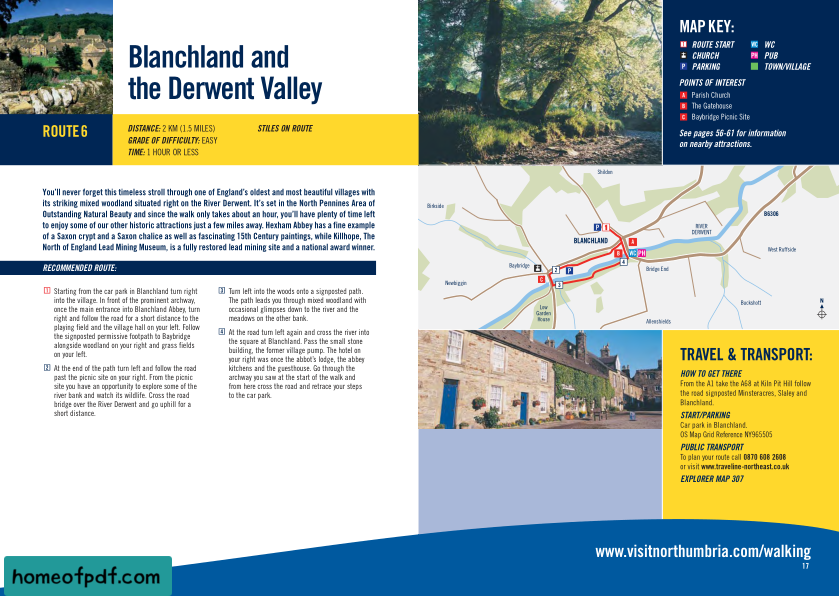 Blanchland and
the Derwent Valley
ROUTE 6
DISTANCE: 2 KM (1.5 MILES)
GRADE OF DIFFICULTY: EASY
TIME: 1 HOUR OR LESS
STILES ON ROUTE
You'll never forget this timeless stroll through one of England's oldest and most beautiful villages with
its striking mixed woodland situated right on the River Derwent. It's set in the North Pennines Area of
Outstanding Natural Beauty and since the walk only takes about an hour, you'll have plenty of time left
to enjoy some of our other historic attractions just a few miles away. Hexham Abbey has a fine example
of a Saxon crypt and a Saxon chalice as well as fascinating 15th Century paintings, while Killhope, The
North of England Lead Mining Museum, is a fully restored lead mining site and a national award winner.
RECOMMENDED ROUTE:
1 Starting from the car park in Blanchland turn right
into the village. In front of the prominent archway,
once the main entrance into Blanchland Abbey, turn
right and follow the road for a short distance to the
playing field and the village hall on your left. Follow
the signposted permissive footpath to Baybridge
alongside woodland on your right and grass fields
on your left.
2 At the end of the path turn left and follow the road
past the picnic site on your right. From the picnic
site you have an opportunity to explore some of the
river bank and watch its wildlife. Cross the road
bridge over the River Derwent and go uphill for a
short distance.
3 Turn left into the woods onto a signposted path.
The path leads you through mixed woodland with
occasional glimpses down to the river and the
meadows on the other bank.
4 At the road turn left again and cross the river into
the square at Blanchland. Pass the small stone
building, the former village pump. The hotel on
your right was once the abbot's lodge, the abbey
kitchens and the guesthouse. Go through the
archway you saw at the start of the walk and
from here cross the road and retrace your steps
to the car park.
MAP KEY:
ROUTE START
CHURCH
P PARKING
WC WC
PH PUB
TOWN/VILLAGE
POINTS OF INTEREST
A Parish Church
B The Gatehouse
C Baybridge Picnic Site
See pages 56-61 for information
on nearby attractions.
Shildon
Birkside
B6306
RIVER
DERWENT
P 1
BLANCHLAND
A
B WC PH
4
West Ruffside
Baybridge
2 P
Bridge End
C
3
Newbiggin
Low
Garden
House
Buckshott
Allenshields
N
TRAVEL & TRANSPORT:
HOW TO GET THERE
From the A1 take the A68 at Kiln Pit Hill follow
the road signposted Minsteracres, Slaley and
Blanchland.
START/PARKING
Car park in Blanchland.
OS Map Grid Reference NY965505
PUBLIC TRANSPORT
To plan your route call 0870 608 2608
or visit www.traveline-northeast.co.uk
EXPLORER MAP 307
www.visitnorthumbria.com/walking
17
homeofpdf.com